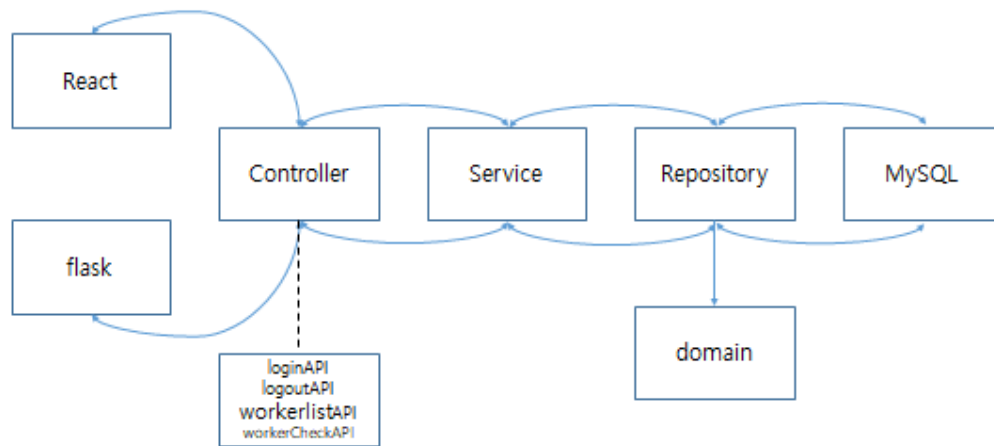 React
Controller
Service
Repository
MySQL
flask
domain
loginAPI
logoutAPI
workerlistAPI
workerCheckAPI